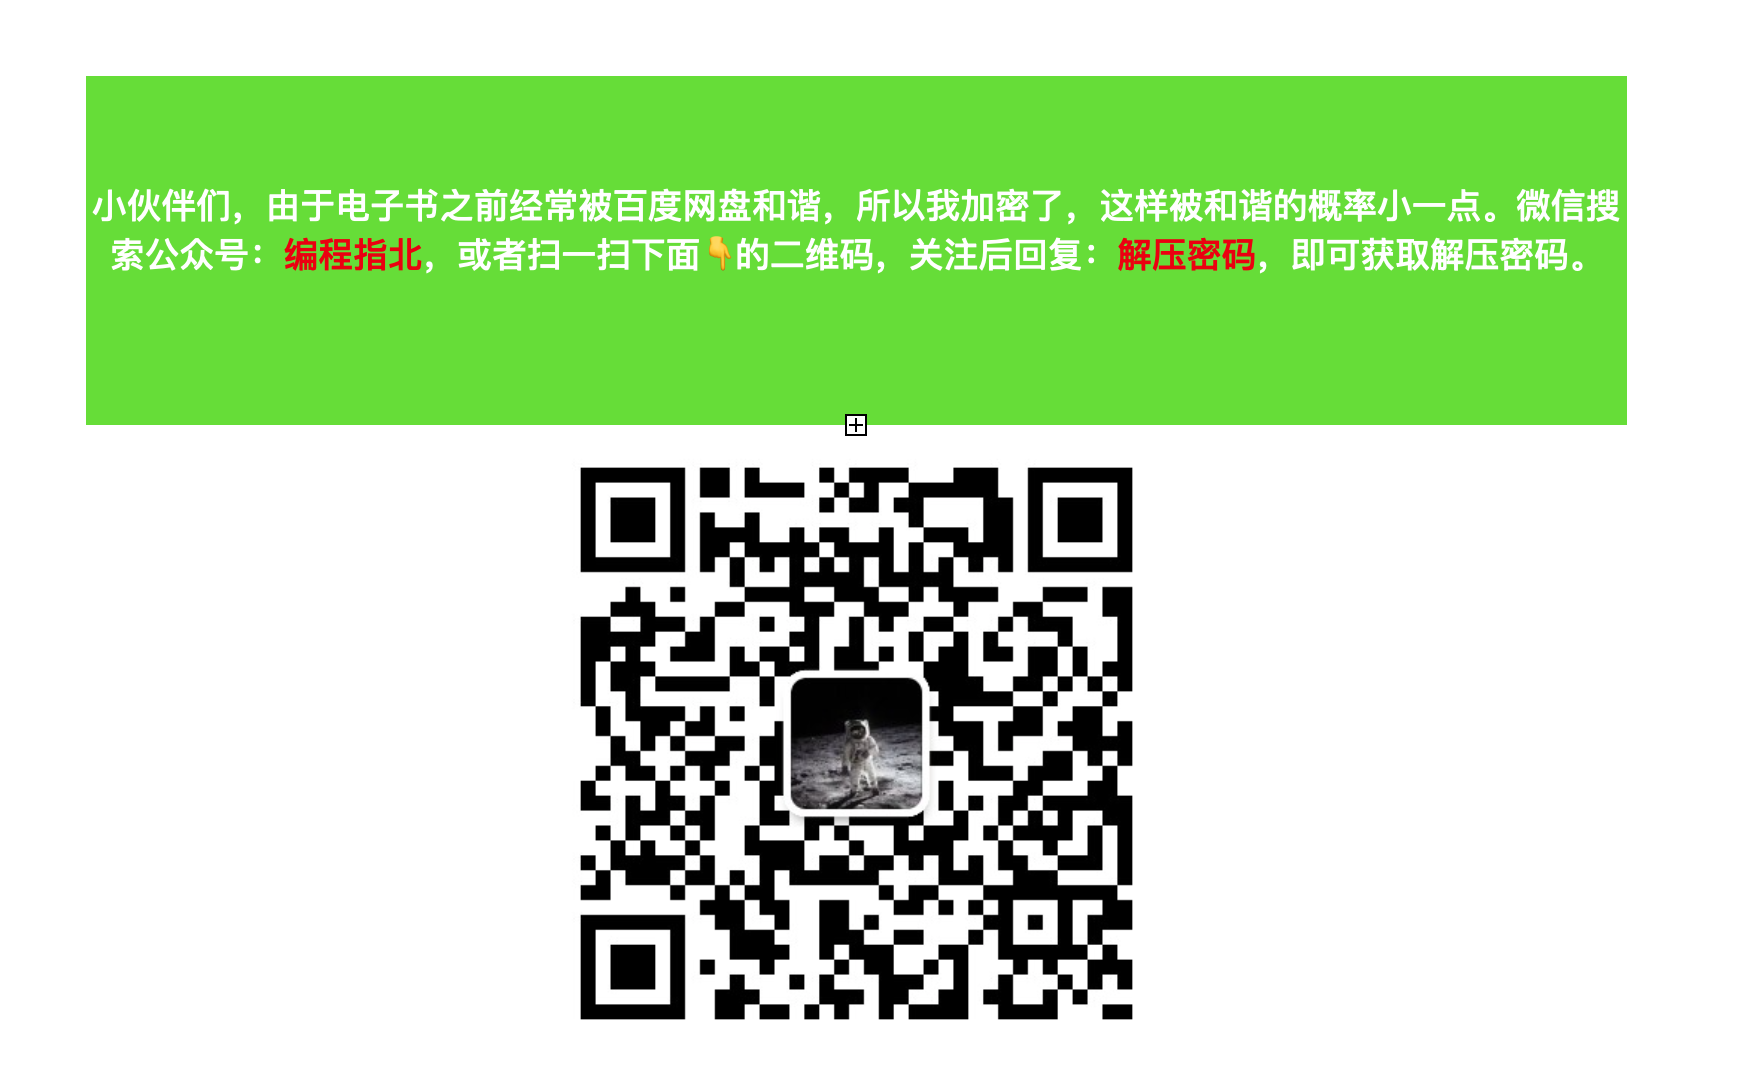 小伙伴们，由于电子书之前经常被百度网盘和谐，所以我加密了，这样被和谐的概率小一点。微信搜
索公众号：编程指北，或者扫一扫下面👇的二维码，关注后回复：解压密码，即可获取解压密码。